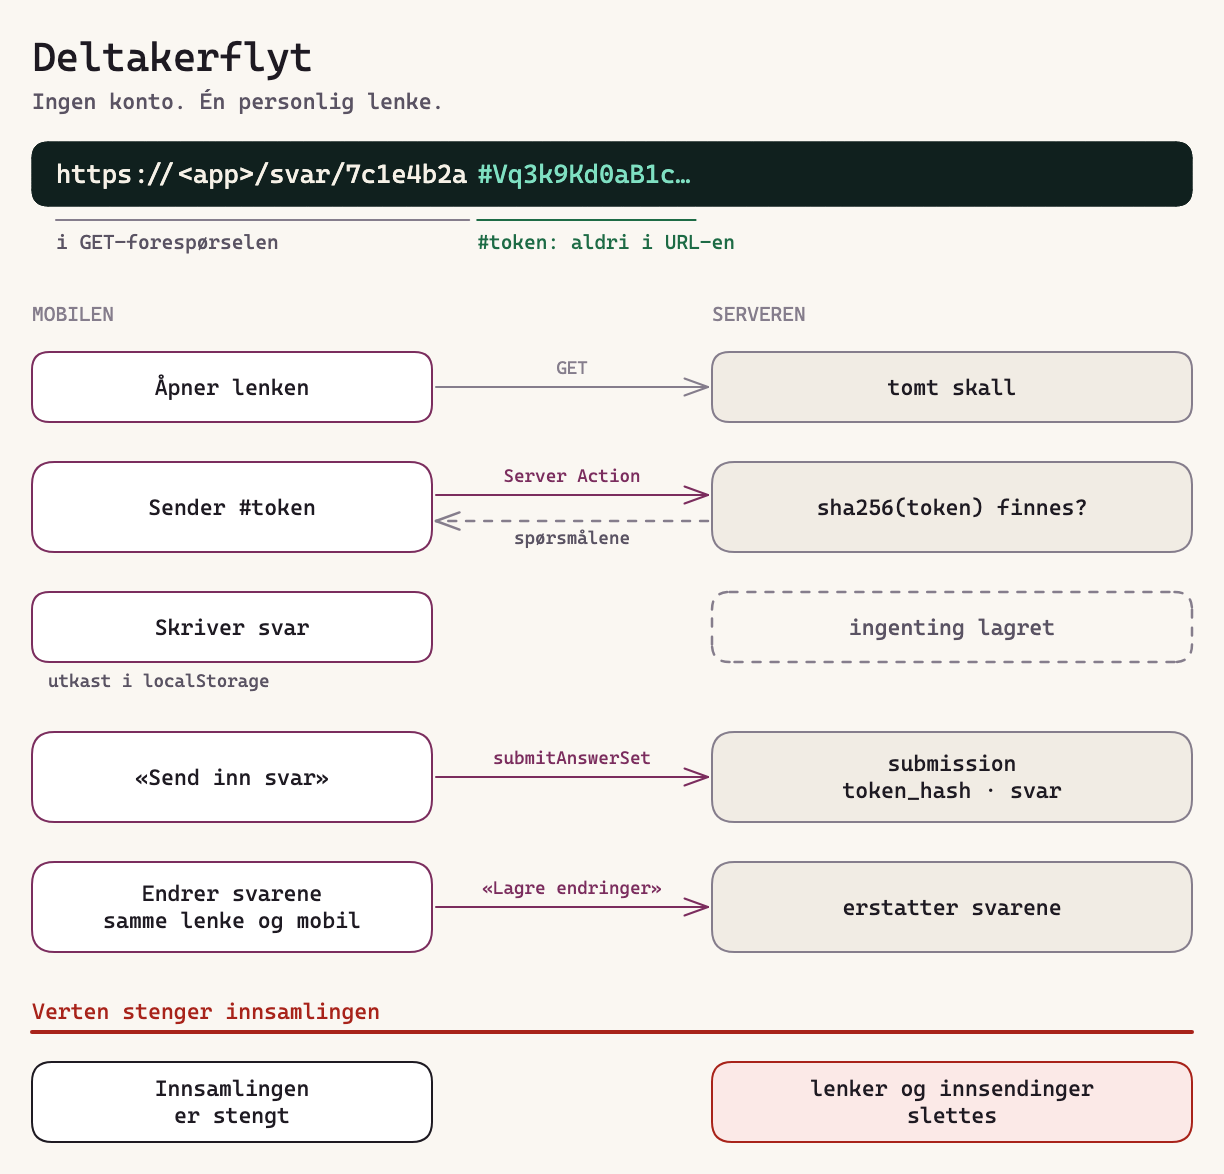 Deltakerflyt
Ingen konto. Én personlig lenke.
https://<app>/svar/7c1e4b2a #Vq3k9Kd0aB1c…
i GET-forespørselen
#token: aldri i URL-en
MOBILEN
SERVEREN
Åpner lenken
GET
tomt skall
Sender #token
Server Action
spørsmålene
sha256(token) finnes?
Skriver svar
ingenting lagret
utkast i localStorage
«Send inn svar»
submitAnswerSet
submission
token_hash · svar
Endrer svarene
samme lenke og mobil
«Lagre endringer»
erstatter svarene
Verten stenger innsamlingen
Innsamlingen
er stengt
lenker og innsendinger
slettes